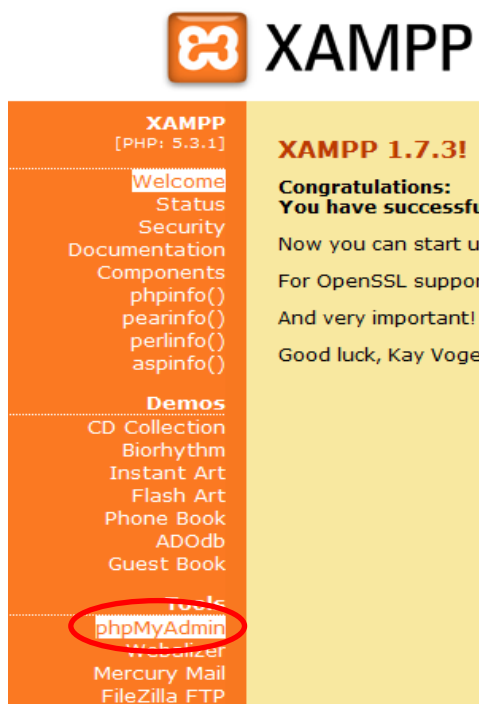 XAMPP
XAMPP
[PHP: 5.3.1]
Welcome
Status
Security
Documentation
Components
phpinfo()
pearinfo()
perlinfo()
aspinfo()
Demos
CD Collection
Biorhythm
Instant Art
Flash Art
Phone Book
ADOdb
Guest Book
Tools
phpMyAdmin
Webalizer
Mercury Mail
FileZilla FTP
XAMPP 1.7.3!
Congratulations:
You have successfu
Now you can start u
For OpenSSL suppor
And very important!
Good luck, Kay Voge